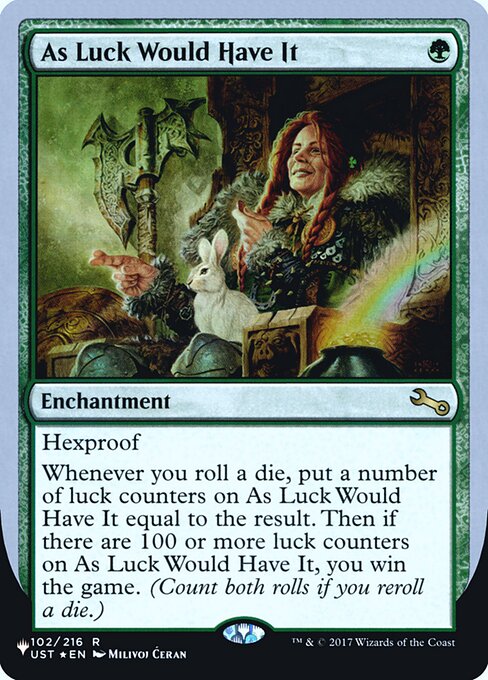 As Luck Would Have It
Enchantment
Hexproof
Whenever you roll a die, put a number
of luck counters on As Luck Would
Have It equal to the result. Then if
there are 100 or more luck counters
on As Luck Would Have It, you win
the game. (Count both rolls if you reroll
a die.)
102/216 R
UST ★ EN Milivoj Ćeran
™ & © 2017 Wizards of the Coast